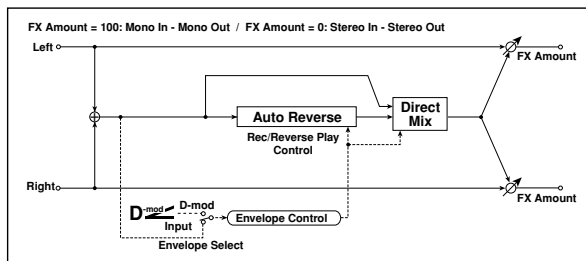 FX Amount = 100: Mono In - Mono Out / FX Amount = 0: Stereo In - Stereo Out
Left
FX Amount
Auto Reverse
Direct
Mix
Rec/Reverse Play
Control
Right
FX Amount
D-mod
D-mod
Input
Envelope Control
Envelope Select